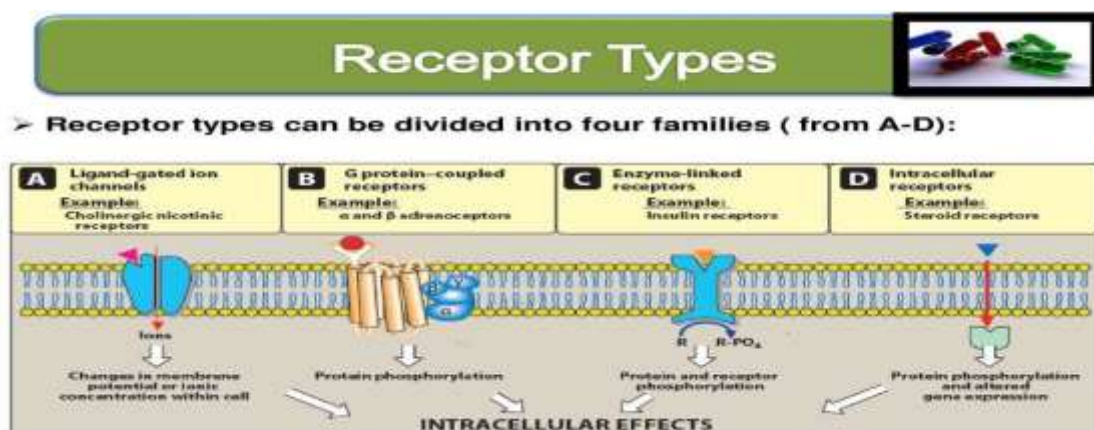 Receptor Types
➢ Receptor types can be divided into four families ( from A-D):
A
Ligand-gated ion
channels
Example:
Cholinergic nicotinic
receptors
B
G protein–coupled
receptors
Example:
α and β adrenoceptors
C
Enzyme-linked
receptors
Example:
Insulin receptors
D
Intracellular
receptors
Example:
Steroid receptors
Ions
Changes in membrane
potential or ionic
concentration within cell
β γ
α
Protein phosphorylation
R R-PO₄
Protein and receptor
phosphorylation
Protein phosphorylation
and altered
gene expression
INTRACELLULAR EFFECTS